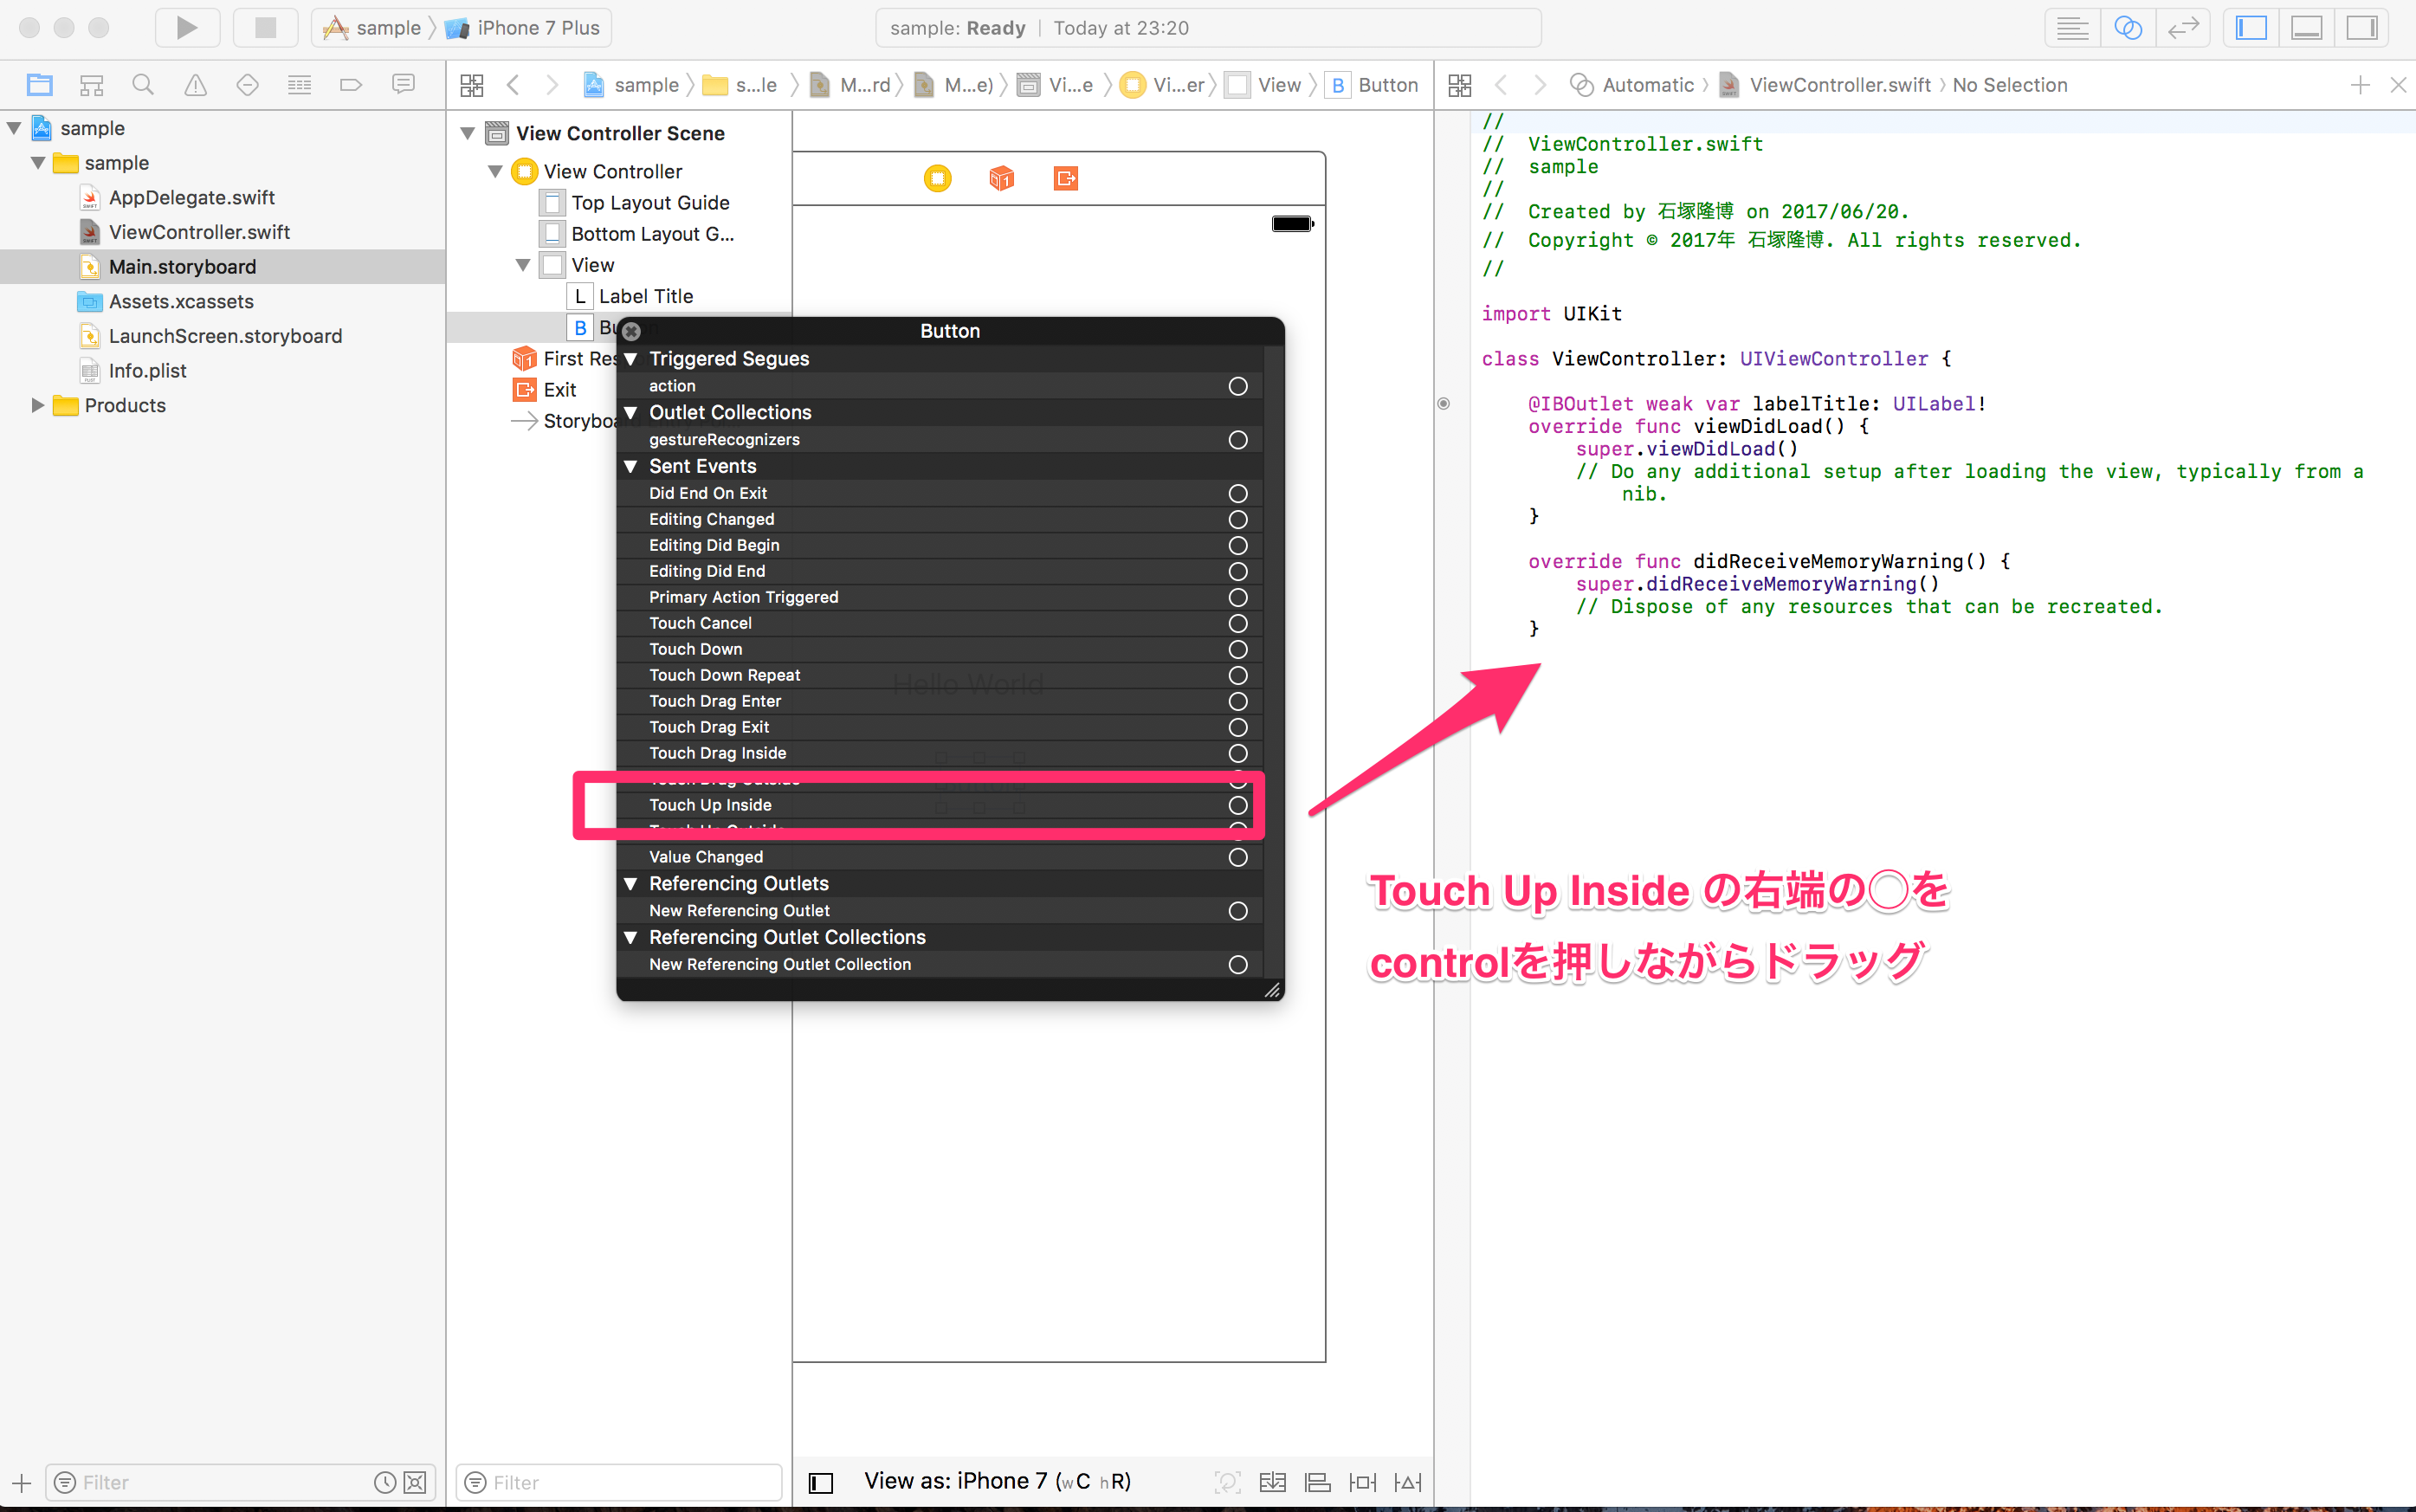 sample
iPhone 7 Plus
sample: Ready | Today at 23:20
sample
s...le
M...rd
M...e)
Vi...e
Vi...er
View
B
Button
Automatic
ViewController.swift
No Selection
sample
sample
AppDelegate.swift
ViewController.swift
Main.storyboard
Assets.xcassets
LaunchScreen.storyboard
Info.plist
Products
View Controller Scene
View Controller
Top Layout Guide
Bottom Layout G...
View
L Label Title
B Bu
First Res
Exit
Storyboa
Button
Triggered Segues
action
Outlet Collections
gestureRecognizers
Sent Events
Did End On Exit
Editing Changed
Editing Did Begin
Editing Did End
Primary Action Triggered
Touch Cancel
Touch Down
Touch Down Repeat
Hello World
Touch Drag Enter
Touch Drag Exit
Touch Drag Inside
Touch Drag Outside
Touch Up Inside
Touch Up Outside
Value Changed
Referencing Outlets
New Referencing Outlet
Referencing Outlet Collections
New Referencing Outlet Collection
//
// ViewController.swift
// sample
//
// Created by 石塚隆博 on 2017/06/20.
// Copyright © 2017年 石塚隆博. All rights reserved.
//
import UIKit
class ViewController: UIViewController {
@IBOutlet weak var labelTitle: UILabel!
override func viewDidLoad() {
super.viewDidLoad()
// Do any additional setup after loading the view, typically from a
nib.
}
override func didReceiveMemoryWarning() {
super.didReceiveMemoryWarning()
// Dispose of any resources that can be recreated.
}
Touch Up Inside の右端の◯を
controlを押しながらドラッグ
Filter
Filter
View as: iPhone 7 (wC hR)